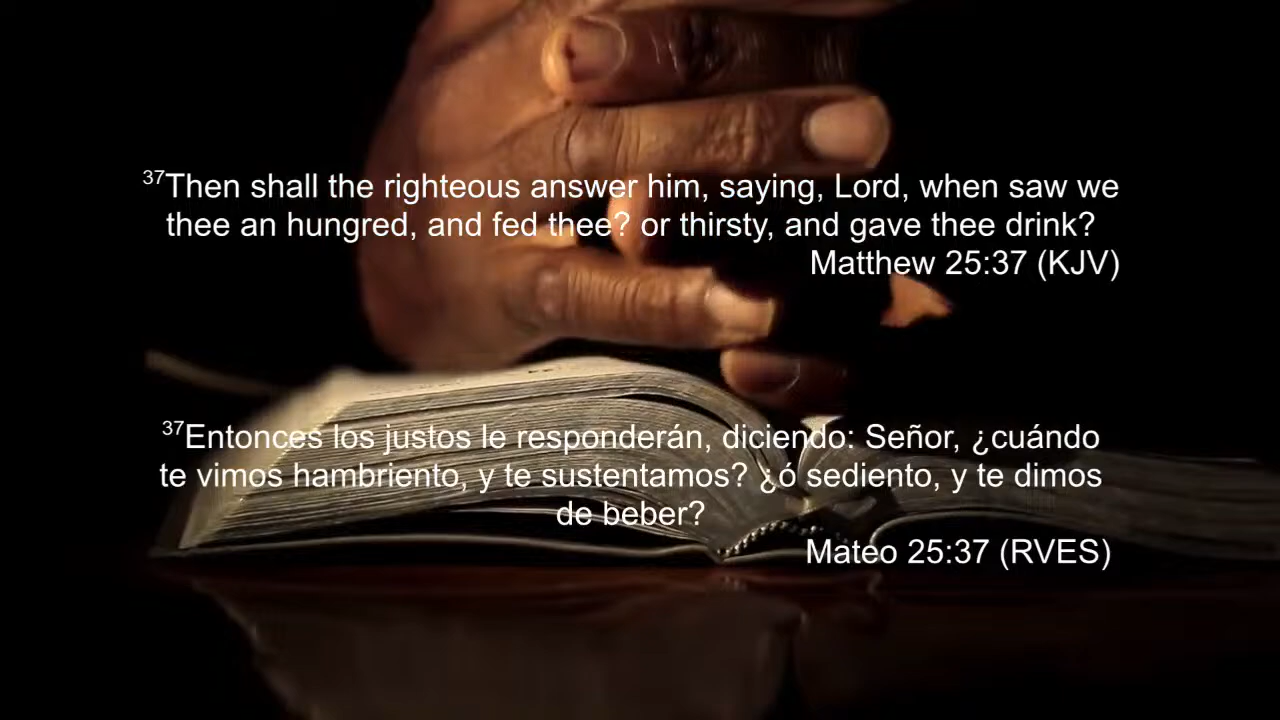 37Then shall the righteous answer him, saying, Lord, when saw we
thee an hungred, and fed thee? or thirsty, and gave thee drink?
Matthew 25:37 (KJV)
37Entonces los justos le responderán, diciendo: Señor, ¿cuándo
te vimos hambriento, y te sustentamos? ¿ó sediento, y te dimos
de beber?
Mateo 25:37 (RVES)